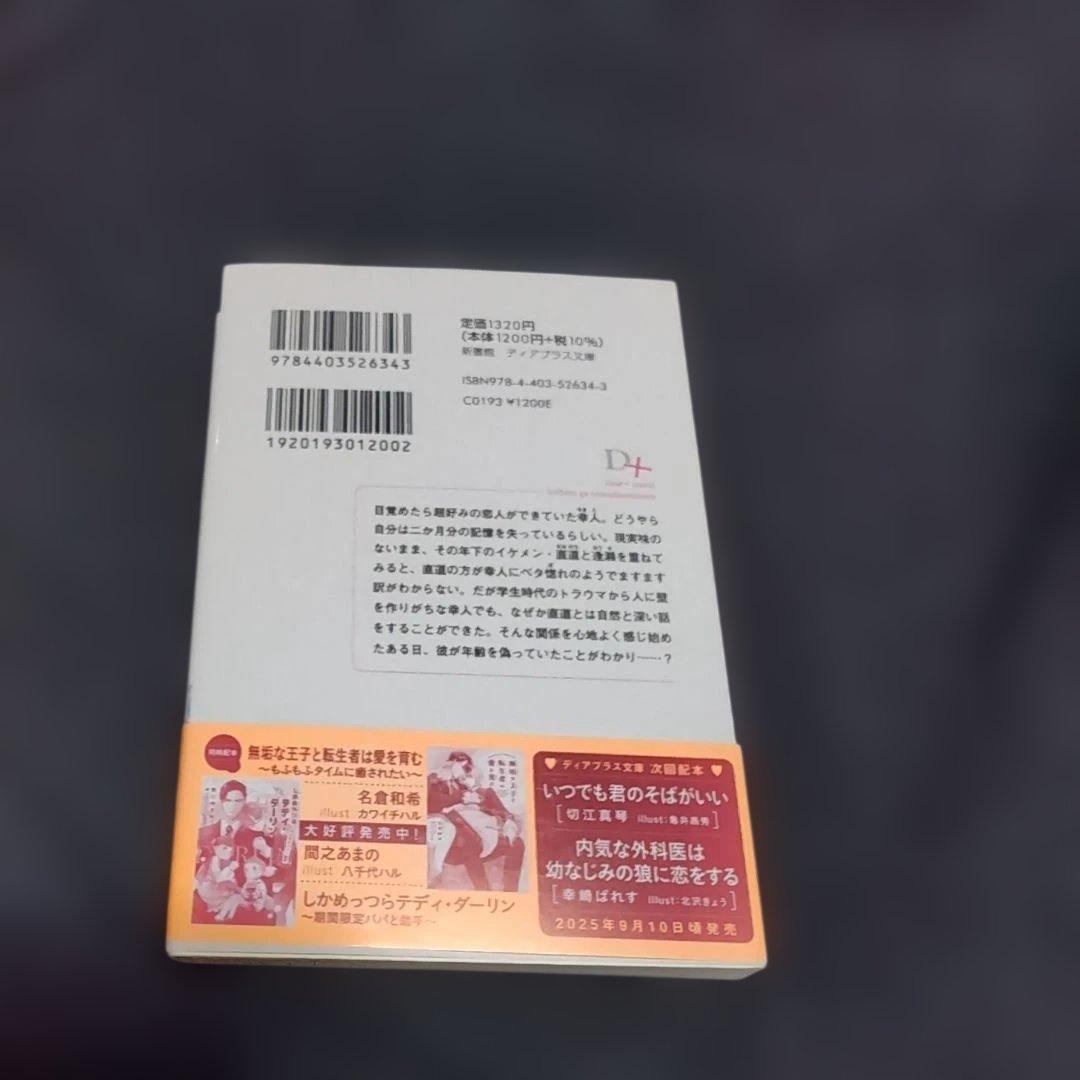 9784403526343
1920193012002
定価1320円
(本体1200円+税10%)
新書館 ディアプラス文庫
ISBN978-4-403-52634-3
C0193 ¥1200E
D+
目覚めたら超好みの恋人ができていた幸人。どうやら
自分は二か月分の記憶を失っているらしい。現実味の
ないまま、その年下のイケメン・直道と逢瀬を重ねて
みると、直道の方が幸人にベタ惚れのようでますます
訳がわからない。だが学生時代のトラウマから人に壁
を作りがちな幸人でも、なぜか直道とは自然と深い話
をすることができた。そんな関係を心地よく感じ始め
たある日、彼が年齢を偽っていたことがわかり……?
同時配本
無垢な王子と転生者は愛を育む
〜もふもふタイムに癒されたい〜
名倉和希
illust カワイチハル
大好評発売中!
間之あまの
illust 八千代ハル
しかめっつらテディ・ダーリン
〜期間限定パパと恋手〜
♥ ディアプラス文庫 次回配本 ♥
いつでも君のそばがいい
[切江真琴 illust:亀井高秀]
内気な外科医は
幼なじみの狼に恋をする
[幸崎ぱれす illust:北沢きょう]
2025年9月10日頃発売